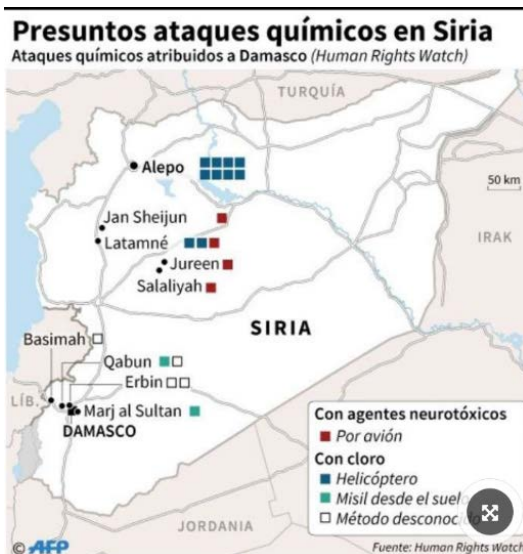 Presuntos ataques químicos en Siria
Ataques químicos atribuidos a Damasco (Human Rights Watch)
TURQUÍA
Alepo
50 km
Jan Sheijun
Latamné
IRAK
Jureen
Salaliyah
SIRIA
Basimah
Qabun
Erbin
LÍB.
Marj al Sultan
DAMASCO
Con agentes neurotóxicos
Por avión
Con cloro
Helicóptero
Misil desde el suelo
Método
JORDANIA
© AFP
Fuente: Human Rights Watch